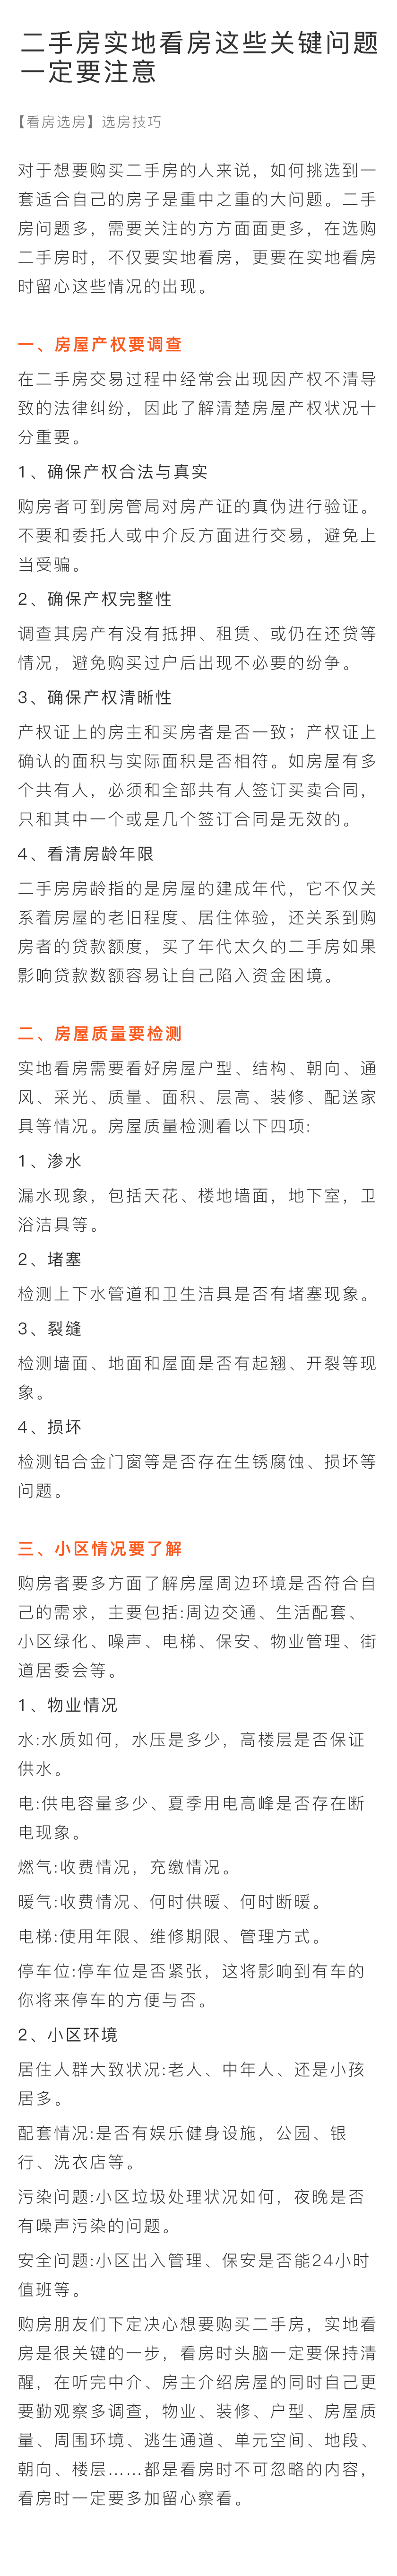 二手房实地看房这些关键问题
一定要注意
【看房选房】选房技巧
对于想要购买二手房的人来说，如何挑选到一
套适合自己的房子是重中之重的大问题。二手
房问题多，需要关注的方方面面更多，在选购
二手房时，不仅要实地看房，更要在实地看房
时留心这些情况的出现。
一、房屋产权要调查
在二手房交易过程中经常会出现因产权不清导
致的法律纠纷，因此了解清楚房屋产权状况十
分重要。
1、确保产权合法与真实
购房者可到房管局对房产证的真伪进行验证。
不要和委托人或中介反方面进行交易，避免上
当受骗。
2、确保产权完整性
调查其房产有没有抵押、租赁、或仍在还贷等
情况，避免购买过户后出现不必要的纷争。
3、确保产权清晰性
产权证上的房主和买房者是否一致；产权证上
确认的面积与实际面积是否相符。如房屋有多
个共有人，必须和全部共有人签订买卖合同，
只和其中一个或是几个签订合同是无效的。
4、看清房龄年限
二手房房龄指的是房屋的建成年代，它不仅关
系着房屋的老旧程度、居住体验，还关系到购
房者的贷款额度，买了年代太久的二手房如果
影响贷款数额容易让自己陷入资金困境。
二、房屋质量要检测
实地看房需要看好房屋户型、结构、朝向、通
风、采光、质量、面积、层高、装修、配送家
具等情况。房屋质量检测看以下四项:
1、渗水
漏水现象，包括天花、楼地墙面，地下室，卫
浴洁具等。
2、堵塞
检测上下水管道和卫生洁具是否有堵塞现象。
3、裂缝
检测墙面、地面和屋面是否有起翘、开裂等现
象。
4、损坏
检测铝合金门窗等是否存在生锈腐蚀、损坏等
问题。
三、小区情况要了解
购房者要多方面了解房屋周边环境是否符合自
己的需求，主要包括:周边交通、生活配套、
小区绿化、噪声、电梯、保安、物业管理、街
道居委会等。
1、物业情况
水:水质如何，水压是多少，高楼层是否保证
供水。
电:供电容量多少、夏季用电高峰是否存在断
电现象。
燃气:收费情况，充缴情况。
暖气:收费情况、何时供暖、何时断暖。
电梯:使用年限、维修期限、管理方式。
停车位:停车位是否紧张，这将影响到有车的
你将来停车的方便与否。
2、小区环境
居住人群大致状况:老人、中年人、还是小孩
居多。
配套情况:是否有娱乐健身设施，公园、银
行、洗衣店等。
污染问题:小区垃圾处理状况如何，夜晚是否
有噪声污染的问题。
安全问题:小区出入管理、保安是否能24小时
值班等。
购房朋友们下定决心想要购买二手房，实地看
房是很关键的一步，看房时头脑一定要保持清
醒，在听完中介、房主介绍房屋的同时自己更
要勤观察多调查，物业、装修、户型、房屋质
量、周围环境、逃生通道、单元空间、地段、
朝向、楼层……都是看房时不可忽略的内容，
看房时一定要多加留心察看。